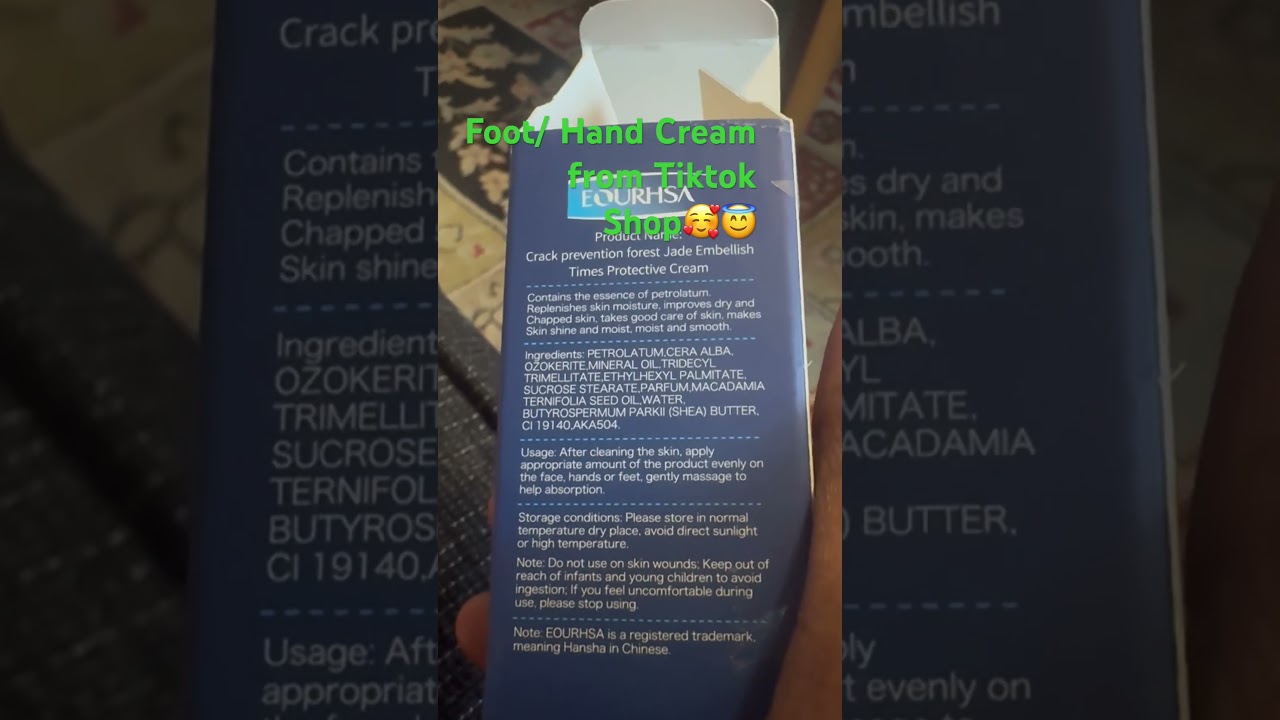 Foot/ Hand Cream
from Tiktok
Shop🥰😇
EOURHSA
Product Name:
Crack prevention forest Jade Embellish
Times Protective Cream
Contains the essence of petrolatum.
Replenishes skin moisture, improves dry and
Chapped skin, takes good care of skin, makes
Skin shine and moist, moist and smooth.
Ingredients: PETROLATUM,CERA ALBA,
OZOKERITE,MINERAL OIL,TRIDECYL
TRIMELLITATE,ETHYLHEXYL PALMITATE,
SUCROSE STEARATE,PARFUM,MACADAMIA
TERNIFOLIA SEED OIL,WATER,
BUTYROSPERMUM PARKII (SHEA) BUTTER,
CI 19140,AKA504.
Usage: After cleaning the skin, apply
appropriate amount of the product evenly on
the face, hands or feet, gently massage to
help absorption.
Storage conditions: Please store in normal
temperature dry place, avoid direct sunlight
or high temperature.
Note: Do not use on skin wounds; Keep out of
reach of infants and young children to avoid
ingestion; If you feel uncomfortable during
use, please stop using.
Note: EOURHSA is a registered trademark,
meaning Hansha in Chinese.